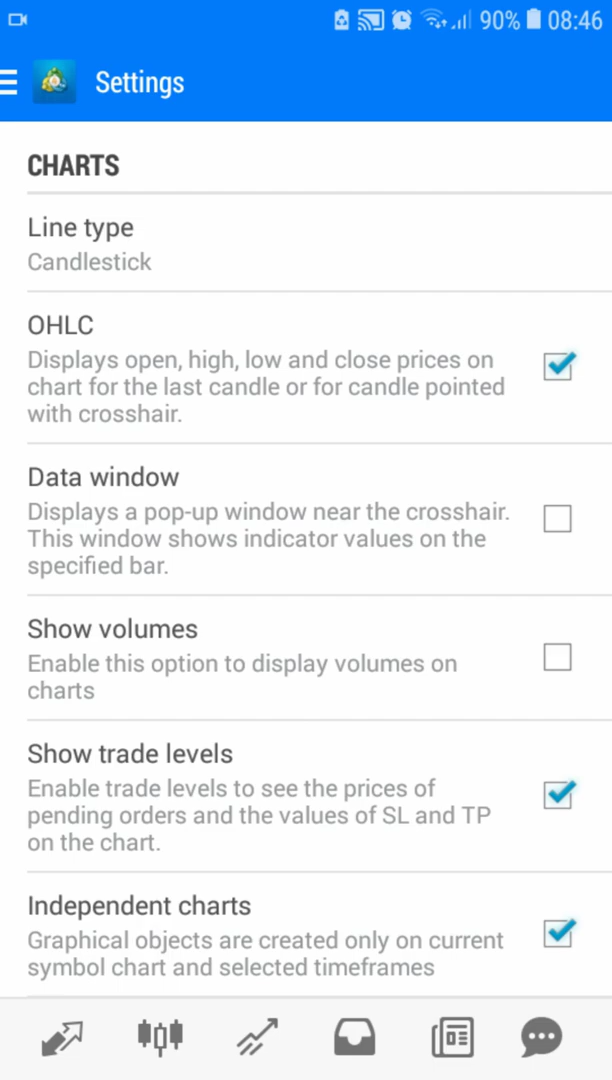 90% 08:46
Settings
CHARTS
Line type
Candlestick
OHLC
Displays open, high, low and close prices on
chart for the last candle or for candle pointed
with crosshair.
Data window
Displays a pop-up window near the crosshair.
This window shows indicator values on the
specified bar.
Show volumes
Enable this option to display volumes on
charts
Show trade levels
Enable trade levels to see the prices of
pending orders and the values of SL and TP
on the chart.
Independent charts
Graphical objects are created only on current
symbol chart and selected timeframes